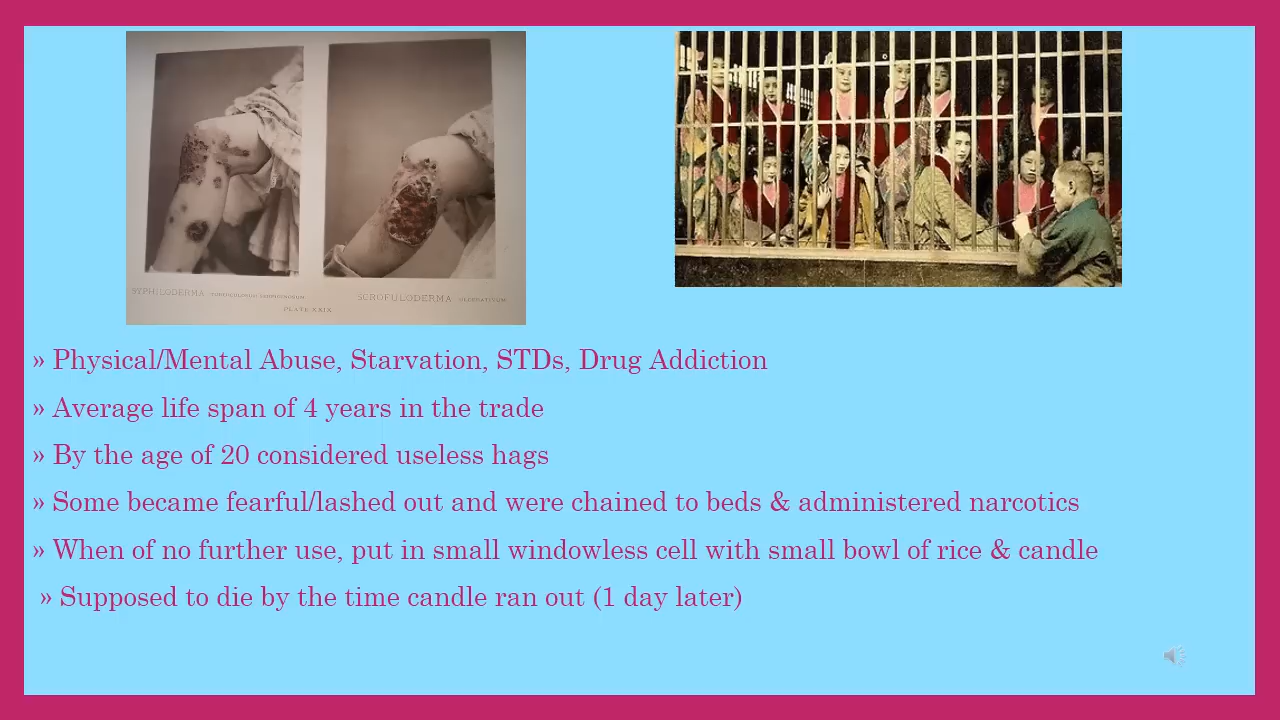 SYPHILODERMA
SCROFULODERMA ULCERATIVUM
PLATE XXIX
» Physical/Mental Abuse, Starvation, STDs, Drug Addiction
» Average life span of 4 years in the trade
» By the age of 20 considered useless hags
» Some became fearful/lashed out and were chained to beds & administered narcotics
» When of no further use, put in small windowless cell with small bowl of rice & candle
» Supposed to die by the time candle ran out (1 day later)